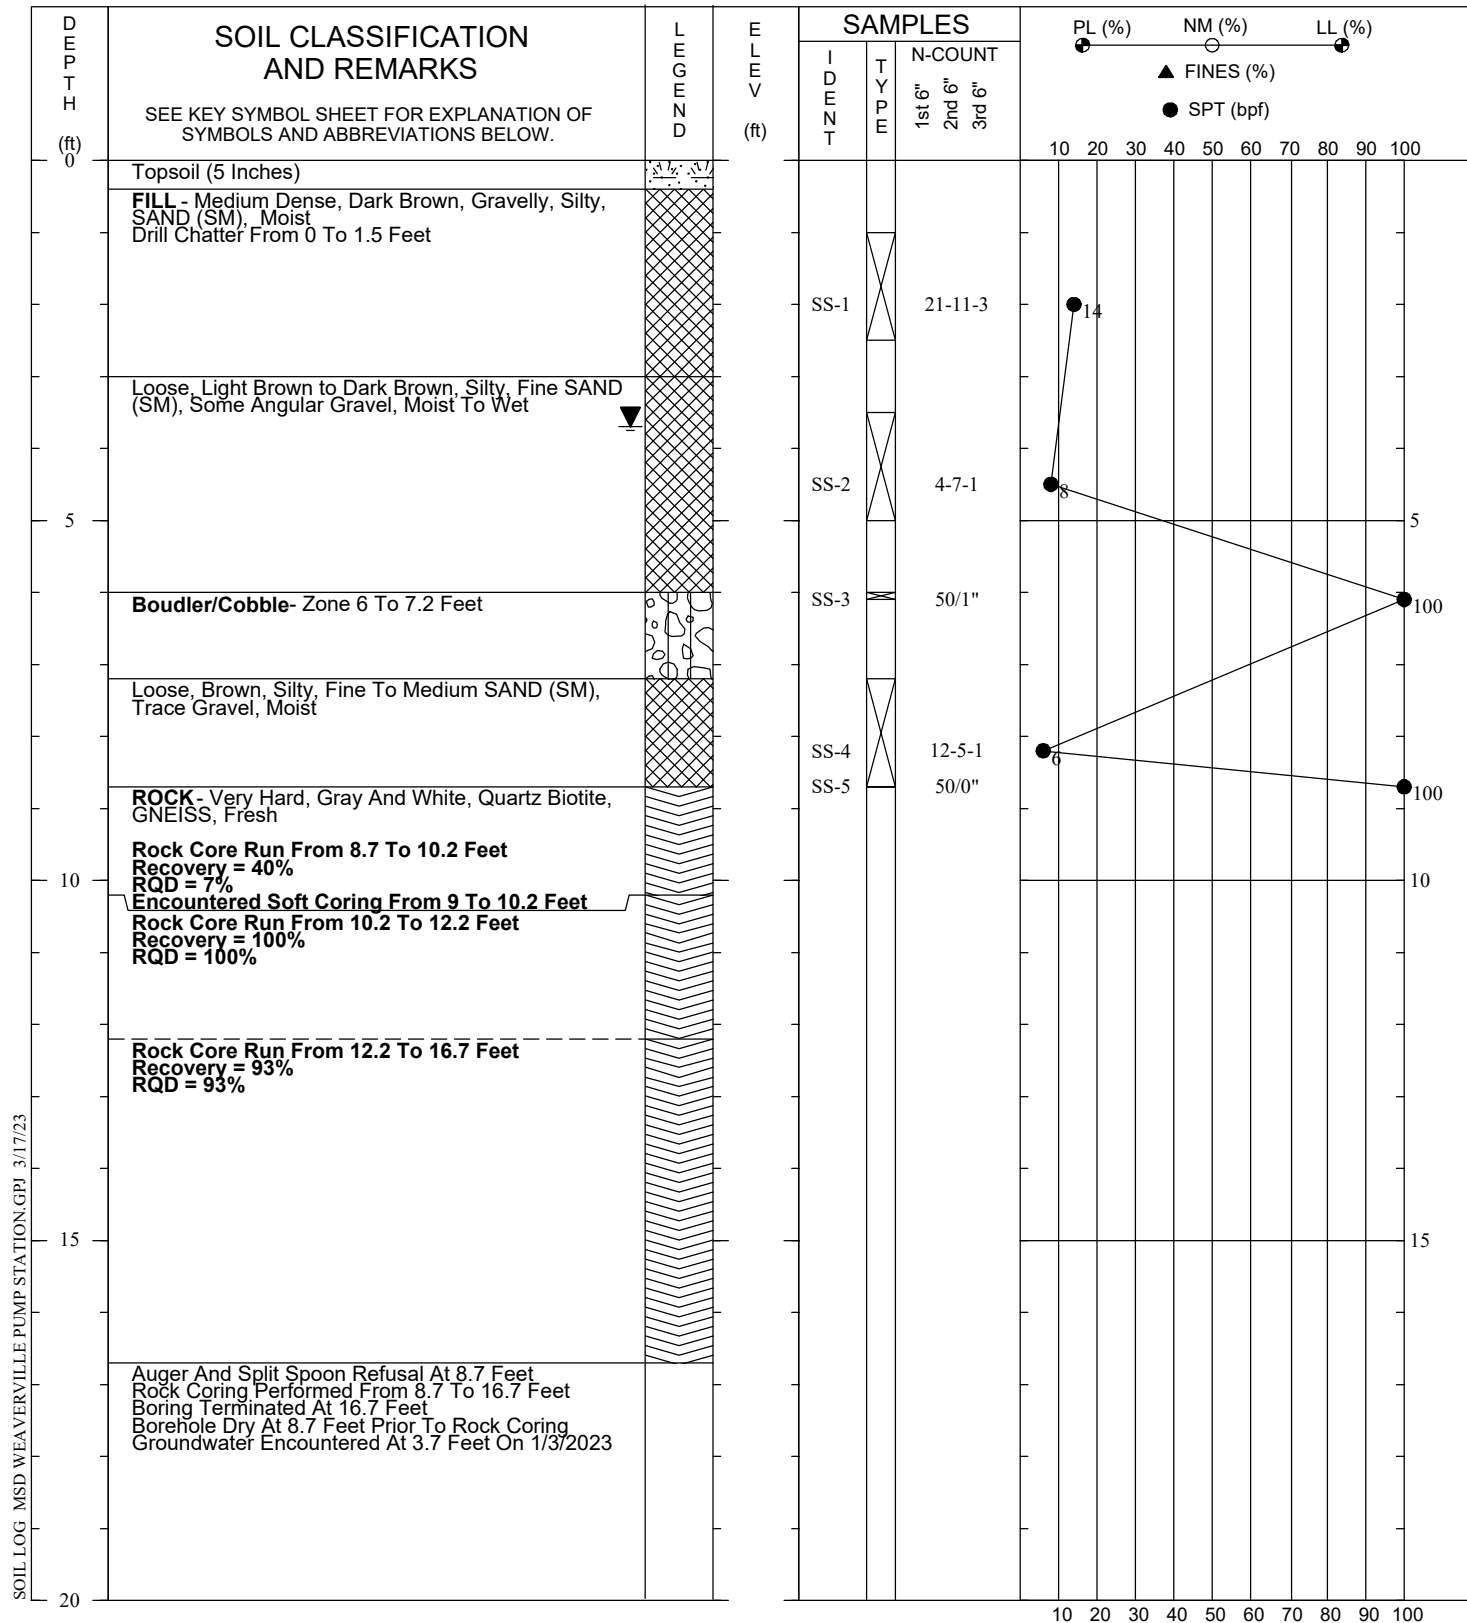 DEPTH
(ft)
SOIL CLASSIFICATION
AND REMARKS
SEE KEY SYMBOL SHEET FOR EXPLANATION OF
SYMBOLS AND ABBREVIATIONS BELOW.
LEGEND
ELEV
(ft)
SAMPLES
IDENT
TYPE
N-COUNT
1st 6"
2nd 6"
3rd 6"
PL (%)
NM (%)
LL (%)
FINES (%)
SPT (bpf)
10 20 30 40 50 60 70 80 90 100
0
Topsoil (5 Inches)
FILL - Medium Dense, Dark Brown, Gravelly, Silty,
SAND (SM), Moist
Drill Chatter From 0 To 1.5 Feet
SS-1 21-11-3 14
Loose, Light Brown to Dark Brown, Silty, Fine SAND
(SM), Some Angular Gravel, Moist To Wet
SS-2 4-7-1 8
5 5
Boudler/Cobble- Zone 6 To 7.2 Feet
SS-3 50/1" 100
Loose, Brown, Silty, Fine To Medium SAND (SM),
Trace Gravel, Moist
SS-4 12-5-1 6
SS-5 50/0" 100
ROCK - Very Hard, Gray And White, Quartz Biotite,
GNEISS, Fresh
Rock Core Run From 8.7 To 10.2 Feet
Recovery = 40%
RQD = 7%
10 10
Encountered Soft Coring From 9 To 10.2 Feet
Rock Core Run From 10.2 To 12.2 Feet
Recovery = 100%
RQD = 100%
Rock Core Run From 12.2 To 16.7 Feet
Recovery = 93%
RQD = 93%
15 15
Auger And Split Spoon Refusal At 8.7 Feet
Rock Coring Performed From 8.7 To 16.7 Feet
Boring Terminated At 16.7 Feet
Borehole Dry At 8.7 Feet Prior To Rock Coring
Groundwater Encountered At 3.7 Feet On 1/3/2023
20
10 20 30 40 50 60 70 80 90 100
SOIL LOG MSD WEAVERVILLE PUMP STATION.GPJ 3/17/23